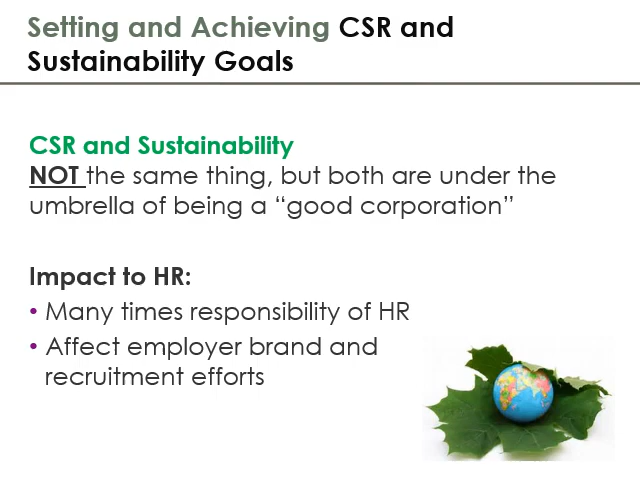 Setting and Achieving CSR and
Sustainability Goals
CSR and Sustainability
NOT the same thing, but both are under the
umbrella of being a “good corporation”
Impact to HR:
• Many times responsibility of HR
• Affect employer brand and
recruitment efforts